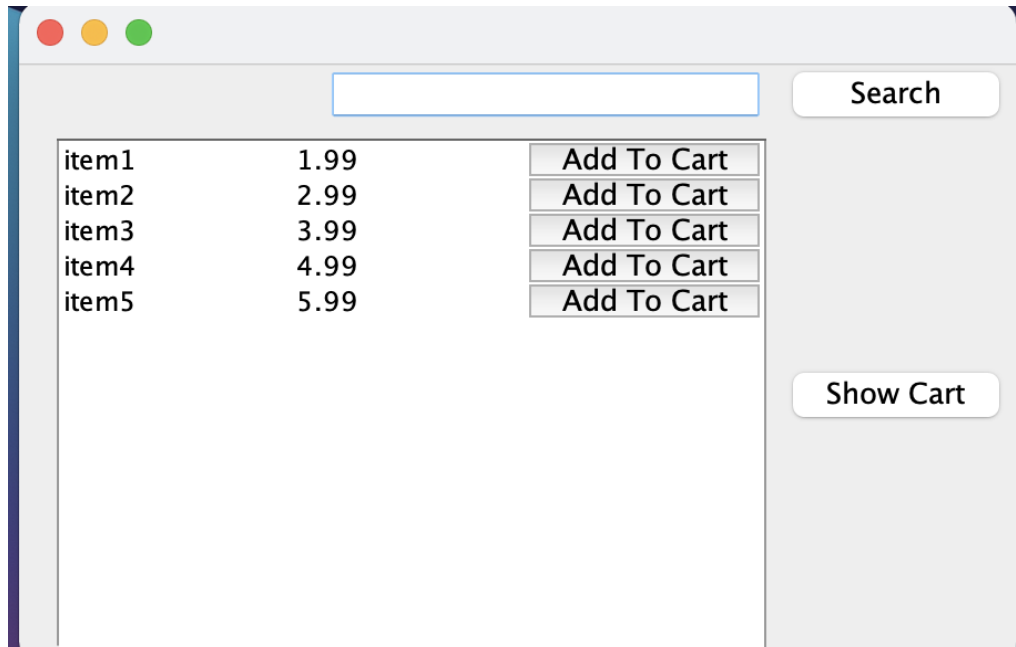 Search
item1 1.99 Add To Cart
item2 2.99 Add To Cart
item3 3.99 Add To Cart
item4 4.99 Add To Cart
item5 5.99 Add To Cart
Show Cart